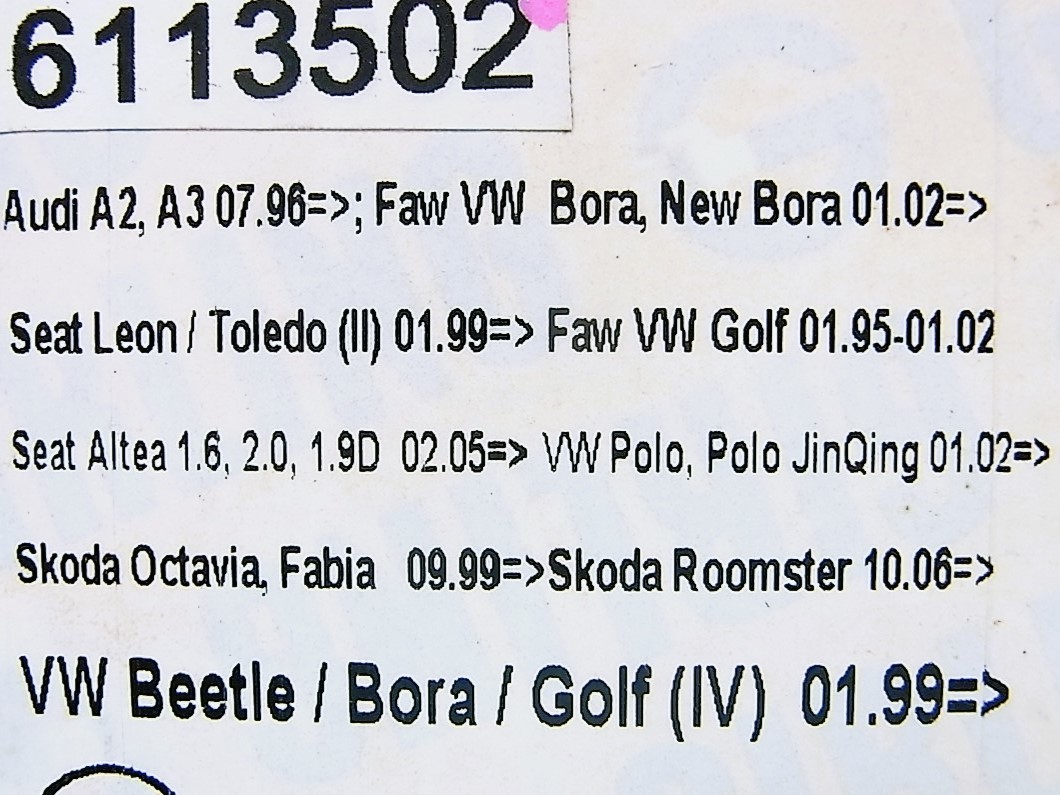 6113502
Audi A2, A3 07.96=>; Faw VW Bora, New Bora 01.02=>
Seat Leon / Toledo (II) 01.99=> Faw VW Golf 01.95-01.02
Seat Altea 1.6, 2.0, 1.9D 02.05=> VW Polo, Polo JinQing 01.02=>
Skoda Octavia, Fabia 09.99=>Skoda Roomster 10.06=>
VW Beetle / Bora / Golf (IV) 01.99=>